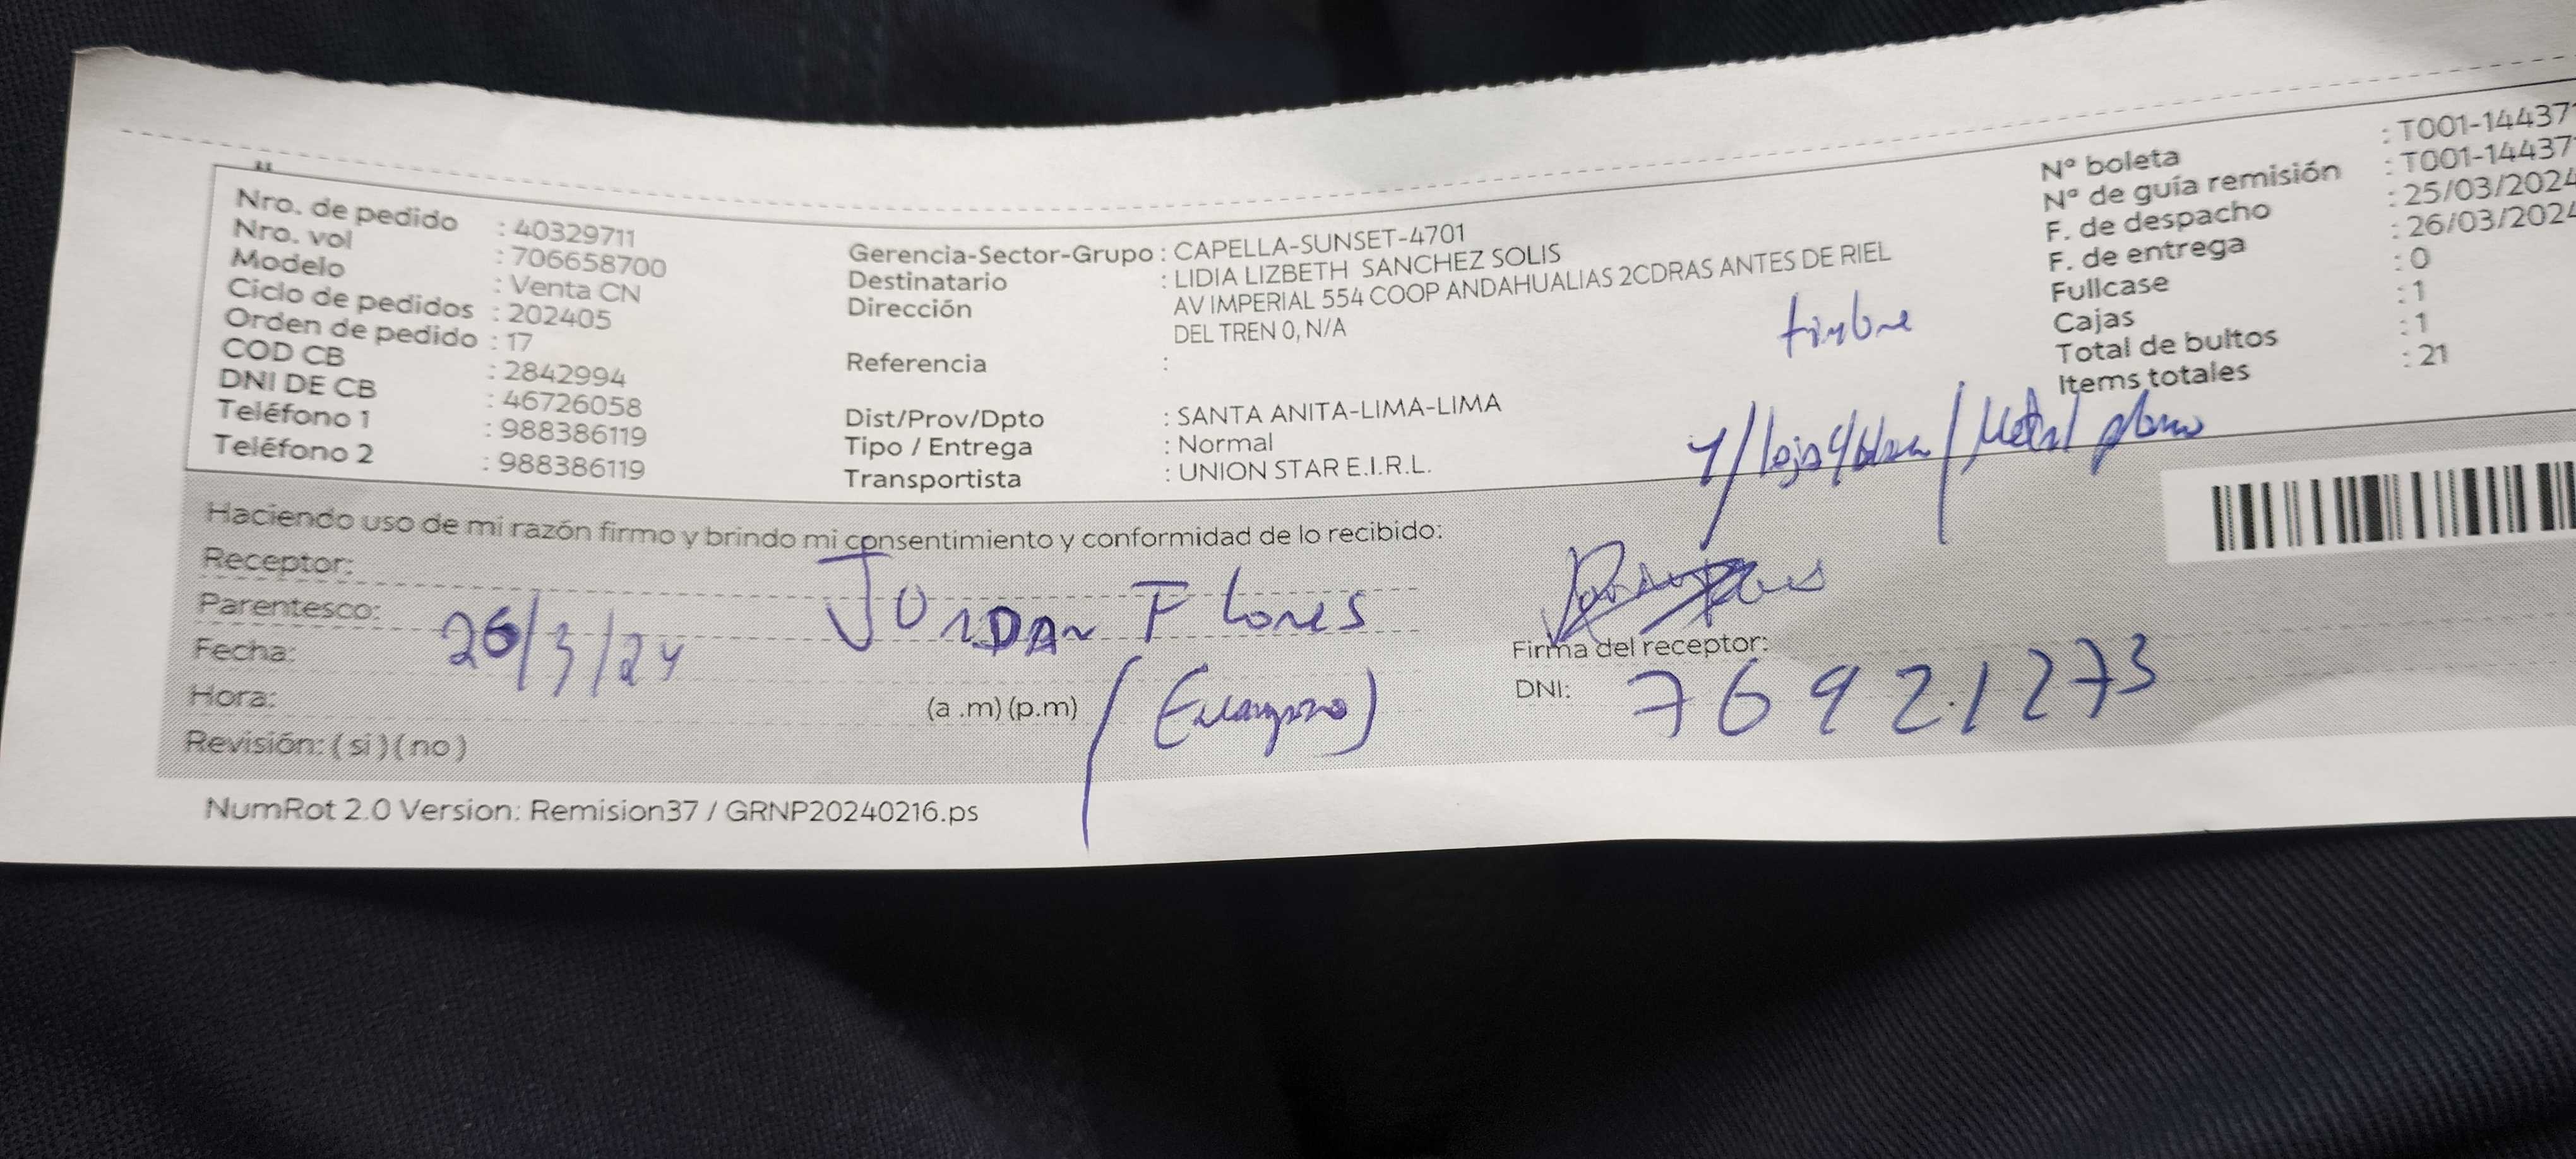 Nro. de pedido : 40329711
Nro. vol : 706658700
Modelo : Venta CN
Ciclo de pedidos : 202405
Orden de pedido : 17
COD CB : 2842994
DNI DE CB : 46726058
Teléfono 1 : 988386119
Teléfono 2 : 988386119
Gerencia-Sector-Grupo : CAPELLA-SUNSET-4701
Destinatario : LIDIA LIZBETH SANCHEZ SOLIS
Dirección AV IMPERIAL 554 COOP ANDAHUALIAS 2CDRAS ANTES DE RIEL
DEL TREN 0, N/A
Referencia :
Dist/Prov/Dpto : SANTA ANITA-LIMA-LIMA
Tipo / Entrega : Normal
Transportista : UNION STAR E.I.R.L.
timbre
Metal plomo
Nº boleta : T001-14437
Nº de guía remisión : T001-14437
F. de despacho : 25/03/2024
F. de entrega : 26/03/2024
Fullcase : 0
Cajas : 1
Total de bultos : 1
Items totales : 21
Haciendo uso de mi razón firmo y brindo mi consentimiento y conformidad de lo recibido:
Receptor: JORDAN Flores
Parentesco:
Fecha: 26/3/24
Hora: (a .m) (p.m)
Revisión: ( si ) ( no )
Firma del receptor:
DNI: 76921273
NumRot 2.0 Version: Remision37 / GRNP20240216.ps